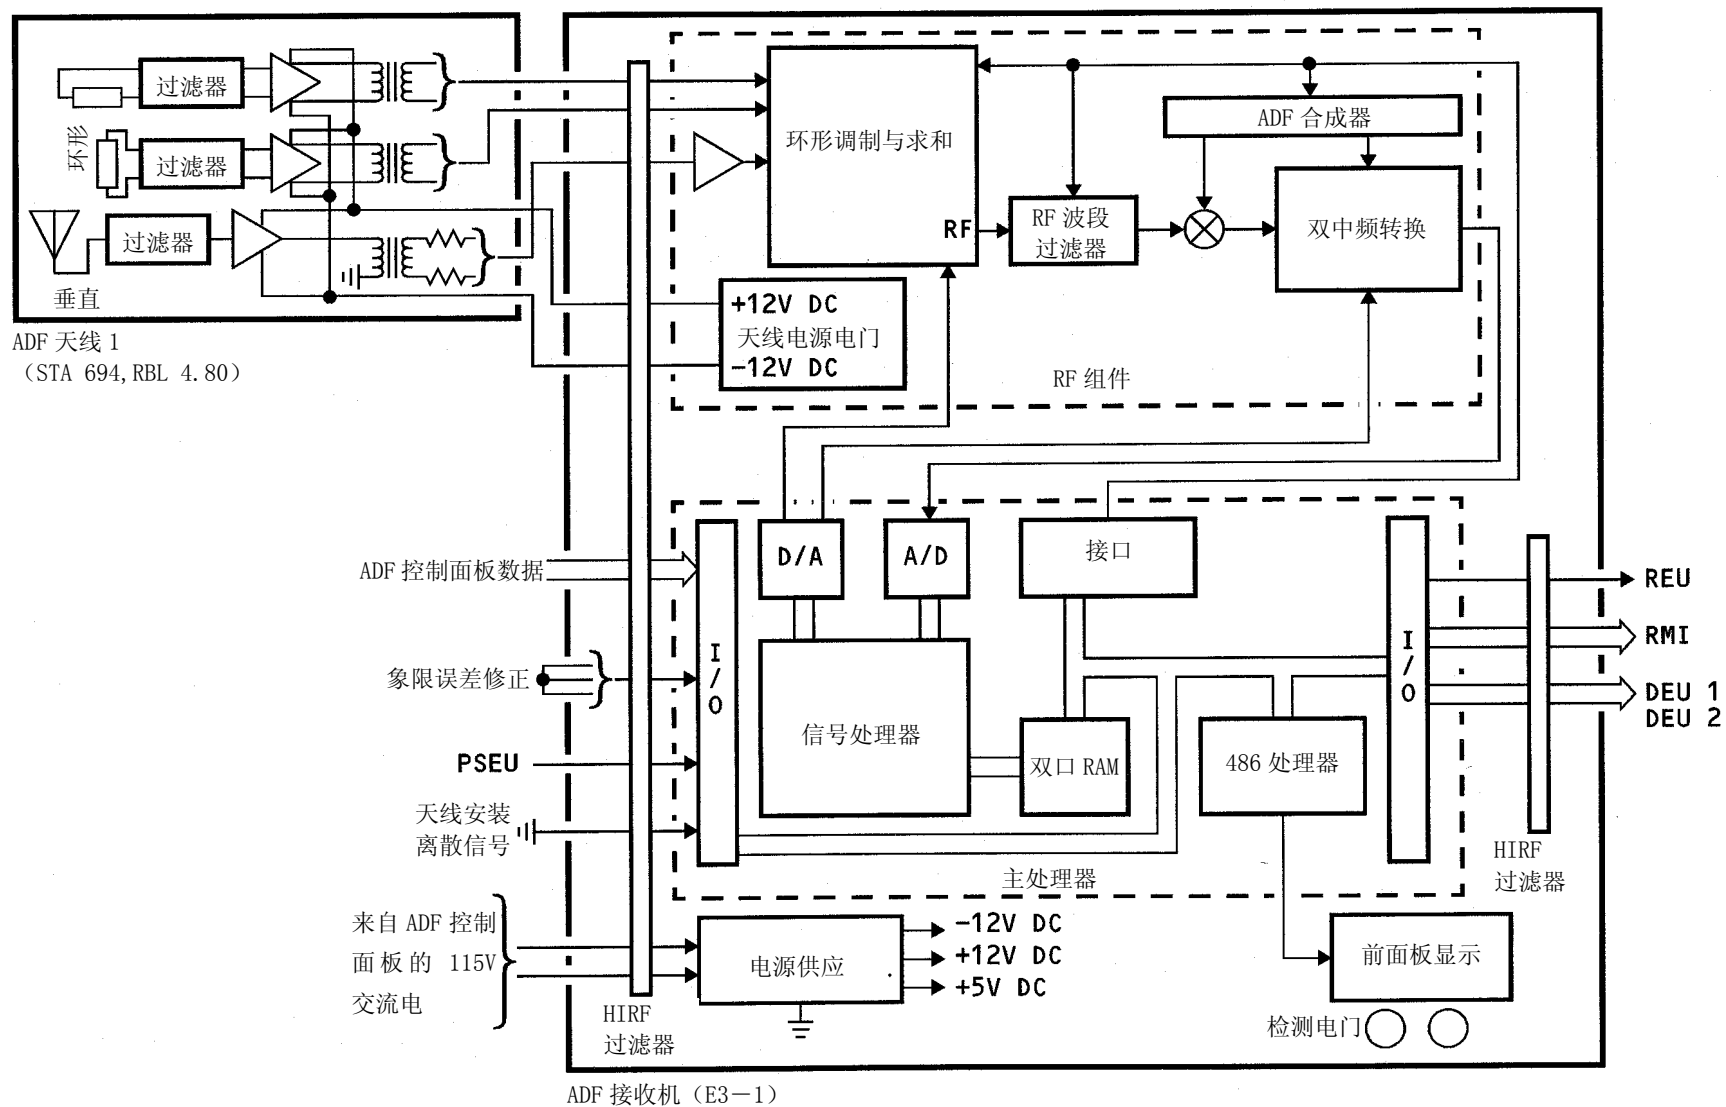 过滤器
环形
过滤器
过滤器
垂直
ADF 天线 1
（STA 694,RBL 4.80）
环形调制与求和
RF
ADF 合成器
RF 波段
过滤器
双中频转换
+12V DC
天线电源电门
-12V DC
RF 组件
ADF 控制面板数据
象限误差修正
PSEU
天线安装
离散信号
来自 ADF 控制
面板的 115V
交流电
I/O
D/A
A/D
接口
信号处理器
双口 RAM
486 处理器
I/O
主处理器
REU
RMI
DEU 1
DEU 2
HIRF
过滤器
电源供应
-12V DC
+12V DC
+5V DC
前面板显示
检测电门
HIRF
过滤器
ADF 接收机（E3－1）